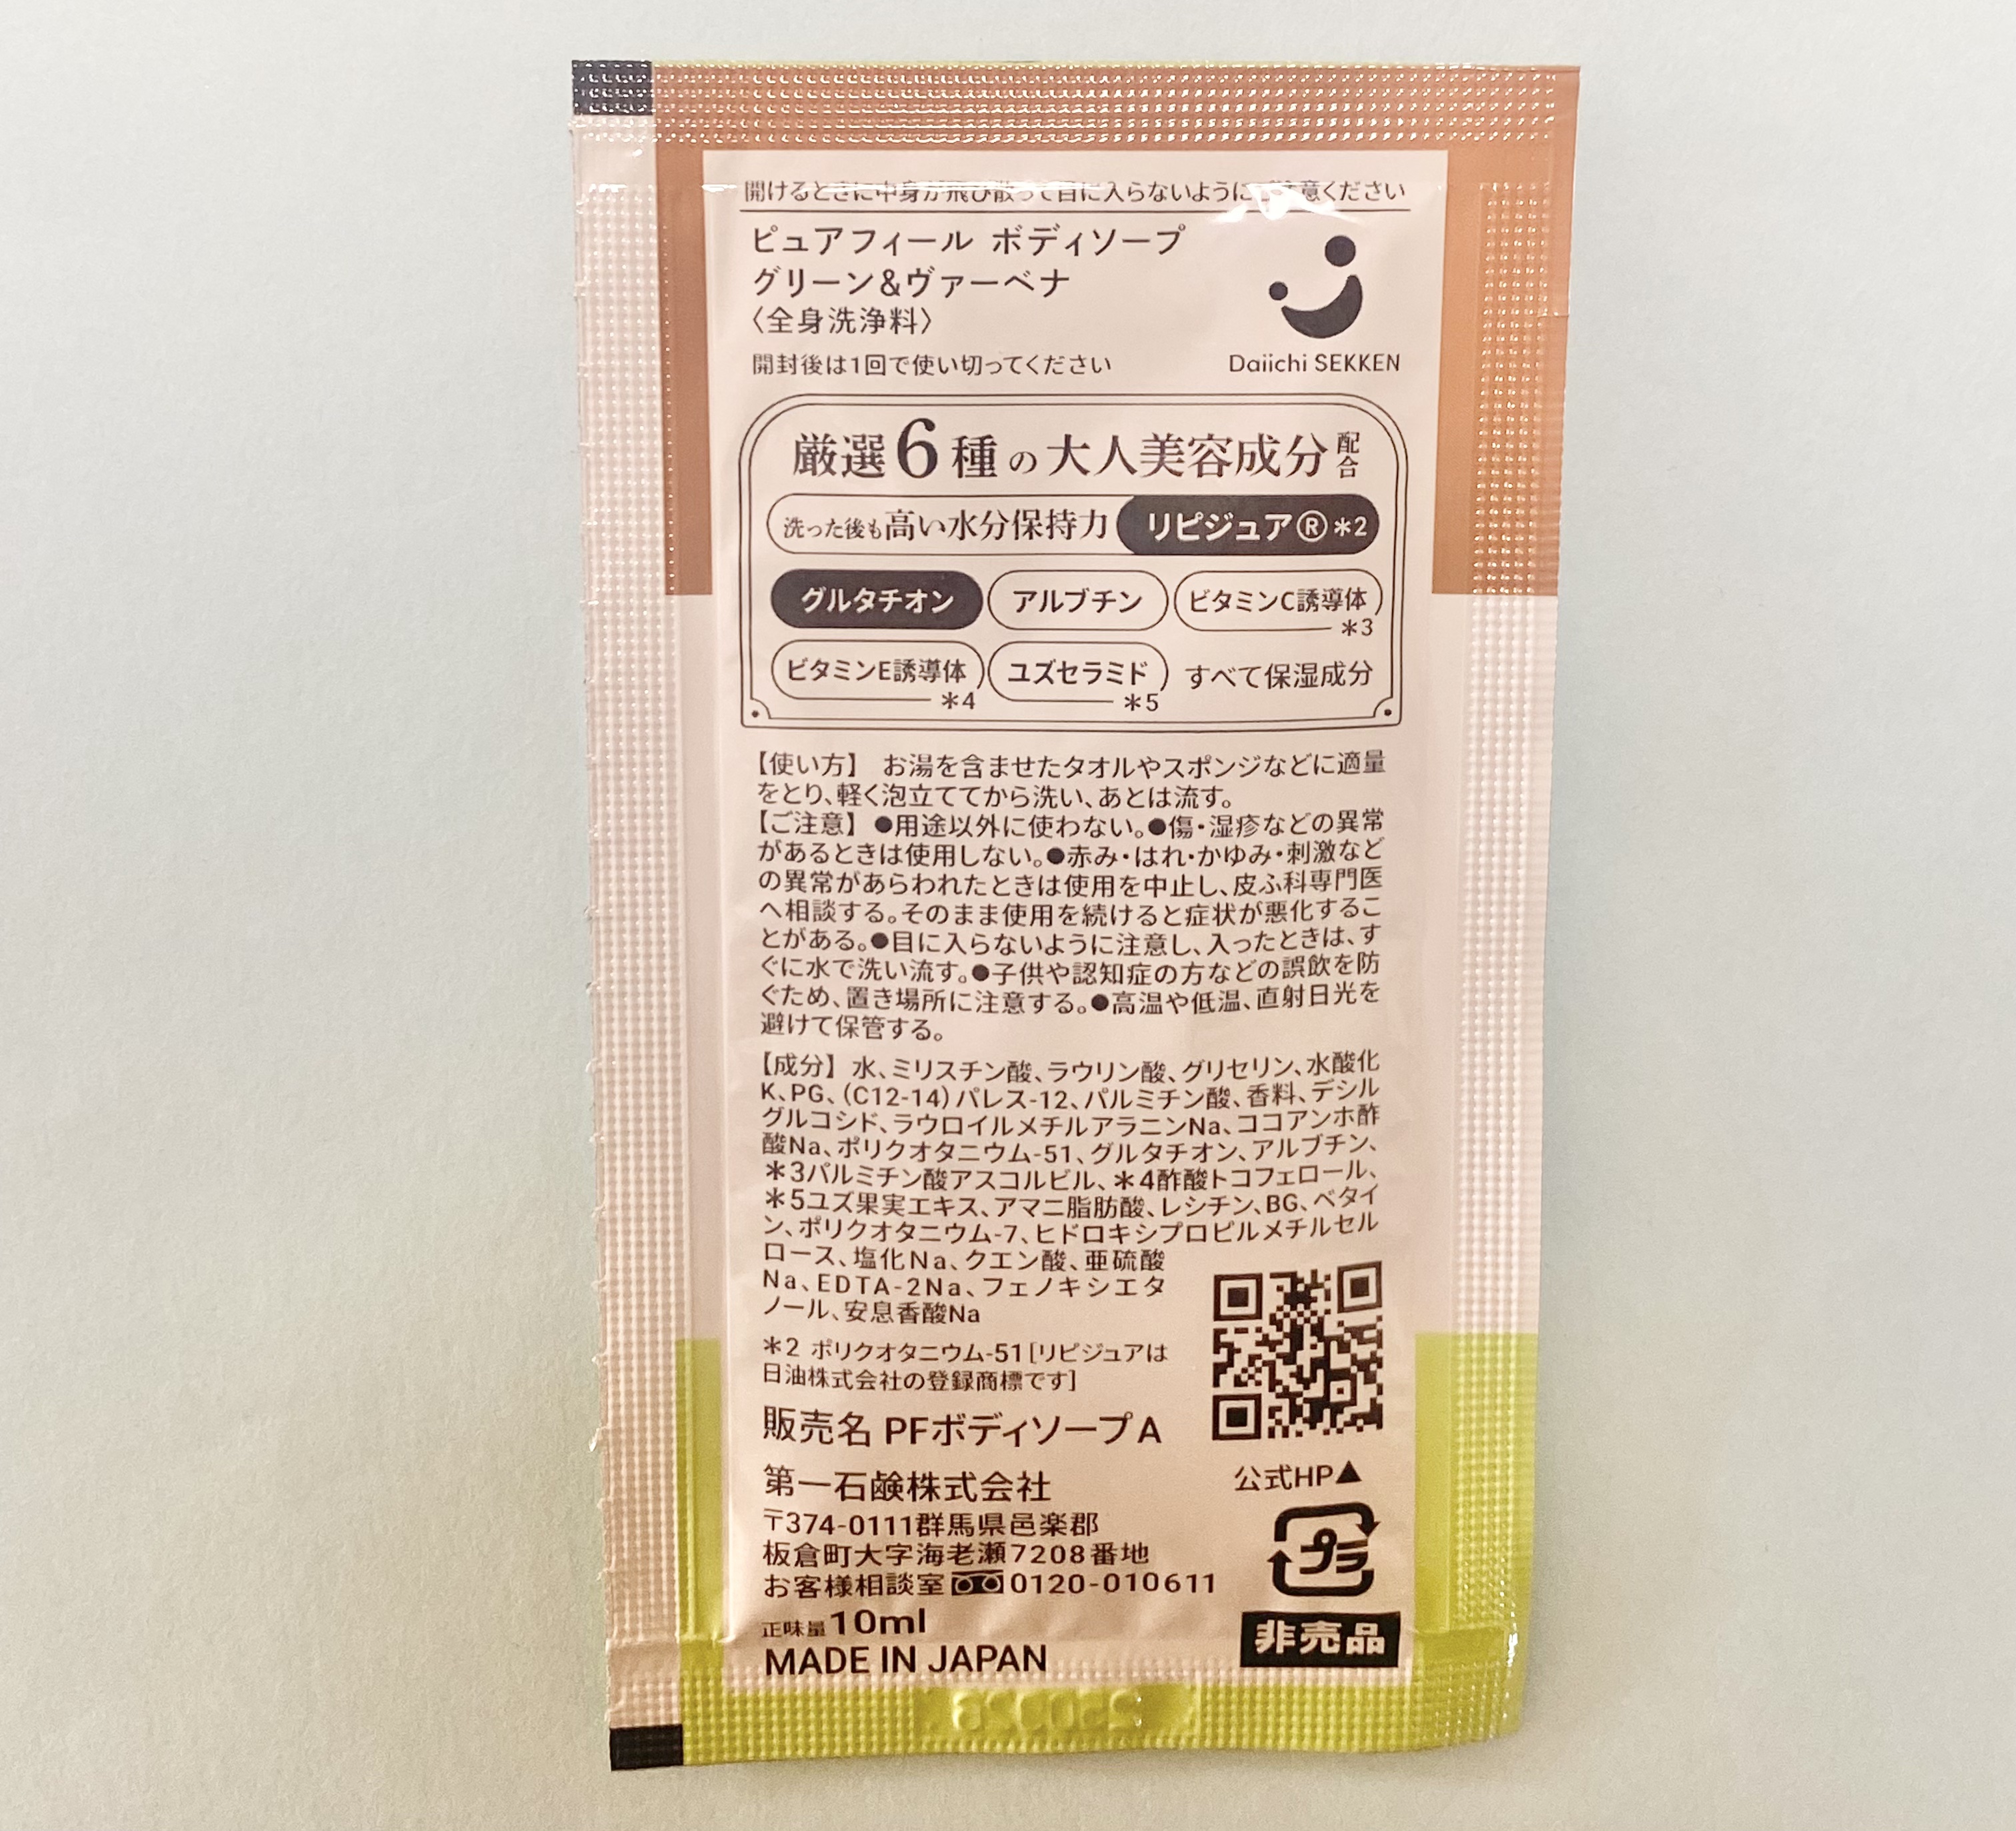 開けるときに中身が飛び散って目に入らないようにご注意ください
ピュアフィール ボディソープ
グリーン&ヴァーベナ
〈全身洗浄料〉
開封後は1回で使い切ってください
Daiichi SEKKEN
厳選6種の大人美容成分配合
洗った後も高い水分保持力 リピジュア®*2
グルタチオン アルブチン ビタミンC誘導体*3
ビタミンE誘導体*4 ユズセラミド*5 すべて保湿成分
【使い方】 お湯を含ませたタオルやスポンジなどに適量
をとり、軽く泡立ててから洗い、あとは流す。
【ご注意】●用途以外に使わない。●傷・湿疹などの異常
があるときは使用しない。●赤み・はれ・かゆみ・刺激など
の異常があらわれたときは使用を中止し、皮ふ科専門医
へ相談する。そのまま使用を続けると症状が悪化するこ
とがある。●目に入らないように注意し、入ったときは、す
ぐに水で洗い流す。●子供や認知症の方などの誤飲を防
ぐため、置き場所に注意する。●高温や低温、直射日光を
避けて保管する。
【成分】水、ミリスチン酸、ラウリン酸、グリセリン、水酸化
K、PG、(C12-14)パレス-12、パルミチン酸、香料、デシル
グルコシド、ラウロイルメチルアラニンNa、ココアンホ酢
酸Na、ポリクオタニウム-51、グルタチオン、アルブチン、
*3パルミチン酸アスコルビル、*4酢酸トコフェロール、
*5ユズ果実エキス、アマニ脂肪酸、レシチン、BG、ベタイ
ン、ポリクオタニウム-7、ヒドロキシプロピルメチルセル
ロース、塩化Na、クエン酸、亜硫酸
Na、EDTA-2Na、フェノキシエタ
ノール、安息香酸Na
*2 ポリクオタニウム-51[リピジュアは
日油株式会社の登録商標です]
販売名 PFボディソープA
第一石鹸株式会社
公式HP▲
〒374-0111群馬県邑楽郡
板倉町大字海老瀬7208番地
お客様相談室 0120-010611
プラ
正味量10ml
非売品
MADE IN JAPAN